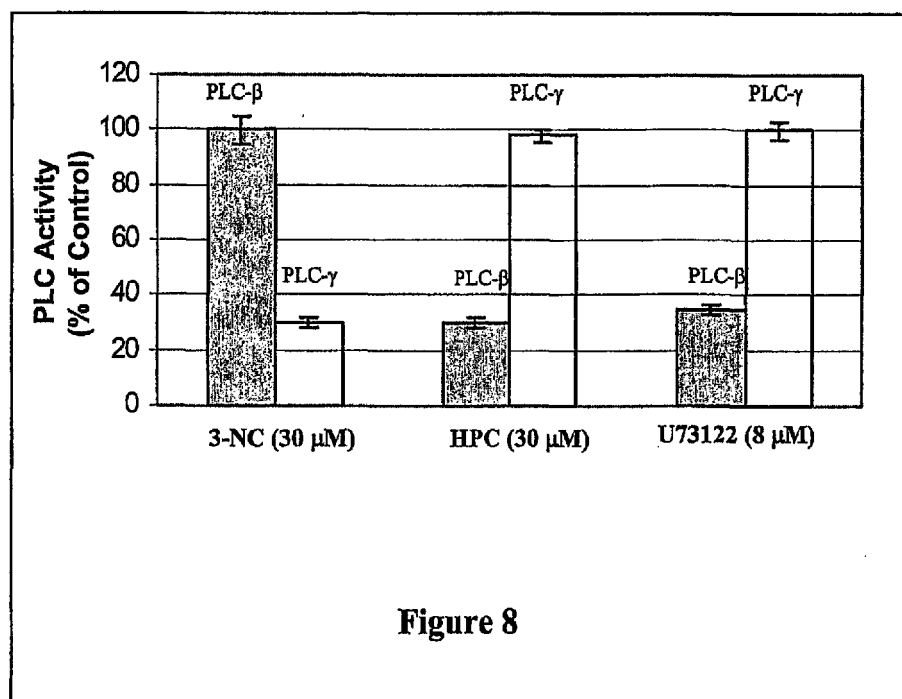 PLC Activity
(% of Control)
120
100
80
60
40
20
0
PLC-β
PLC-γ
PLC-β
PLC-γ
PLC-β
PLC-γ
3-NC (30 μM)
HPC (30 μM)
U73122 (8 μM)
Figure 8